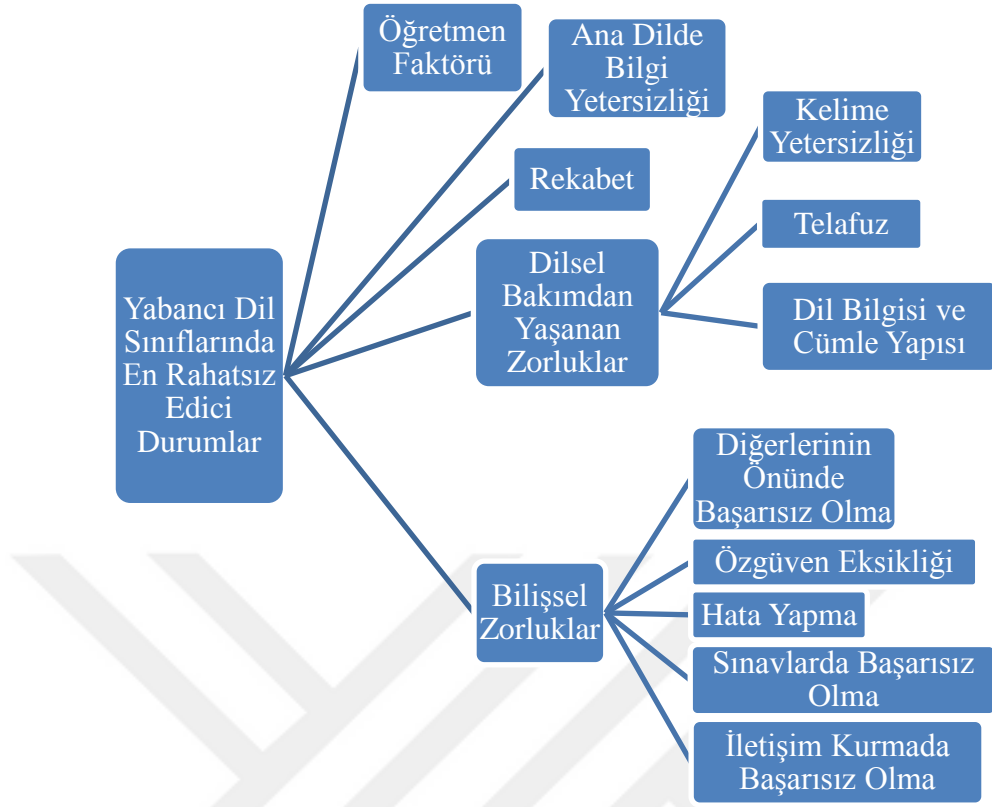 Öğretmen
Faktörü
Ana Dilde
Bilgi
Yetersizliği
Rekabet
Yabancı Dil
Sınıflarında
En Rahatsız
Edici
Durumlar
Dilsel
Bakımdan
Yaşanan
Zorluklar
Kelime
Yetersizliği
Telafuz
Dil Bilgisi ve
Cümle Yapısı
Bilişsel
Zorluklar
Diğerlerinin
Önünde
Başarısız Olma
Özgüven Eksikliği
Hata Yapma
Sınavlarda Başarısız
Olma
İletişim Kurmada
Başarısız Olma